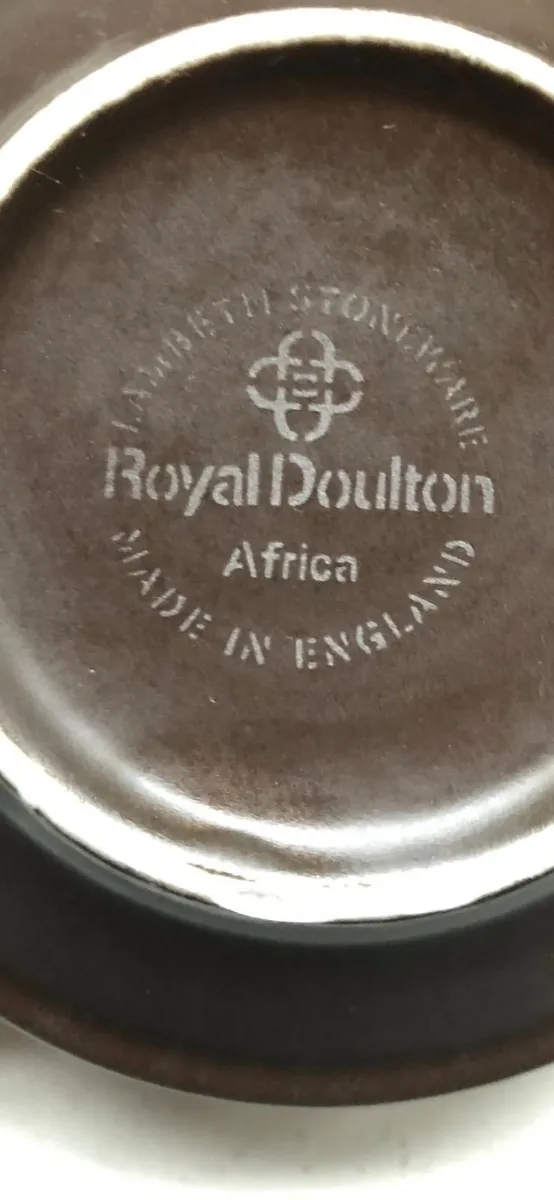 LAMBETH STONEWARE
Royal Doulton
Africa
MADE IN ENGLAND